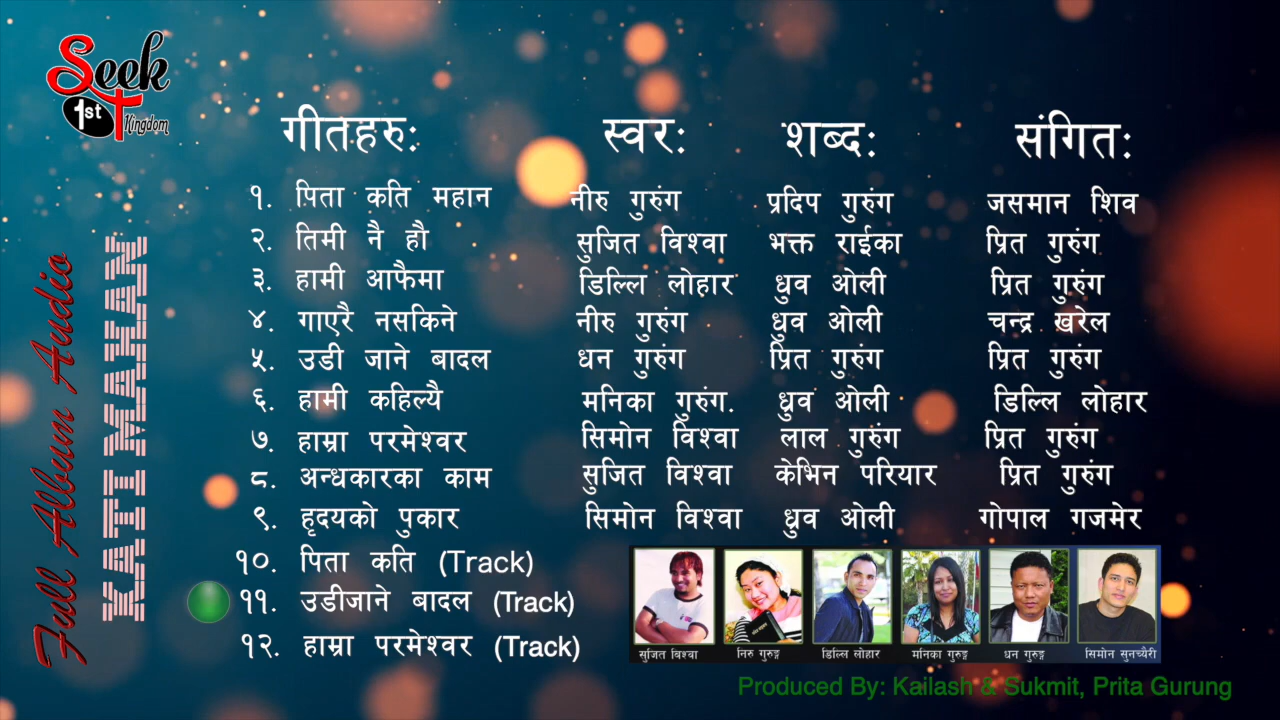 Seek
1st
Kingdom
Full Album Audio
KATI MAHAN
गीतहरुः स्वरः शब्दः संगितः
१. पिता कति महान नीरु गुरुंग प्रदिप गुरुंग जसमान शिव
२. तिमी नै हौ सुजित विश्वा भक्त राईका प्रित गुरुंग
३. हामी आफैमा डिल्लि लोहार ध्रुव ओली प्रित गुरुंग
४. गाएरै नसकिने नीरु गुरुंग ध्रुव ओली चन्द्र खरेल
५. उडी जाने बादल धन गुरुंग प्रित गुरुंग प्रित गुरुंग
६. हामी कहिल्यै मनिका गुरुंग. ध्रुव ओली डिल्लि लोहार
७. हाम्रा परमेश्वर सिमोन विश्वा लाल गुरुंग प्रित गुरुंग
८. अन्धकारका काम सुजित विश्वा केभिन परियार प्रित गुरुंग
९. हृदयको पुकार सिमोन विश्वा ध्रुव ओली गोपाल गजमेर
१०. पिता कति (Track)
११. उडीजाने बादल (Track)
१२. हाम्रा परमेश्वर (Track)
सुजित विश्वा निरु गुरुङ्ग डिल्लि लोहार मनिका गुरुङ्ग धन गुरुङ्ग सिमोन सुनच्यैरी
Produced By: Kailash & Sukmit, Prita Gurung